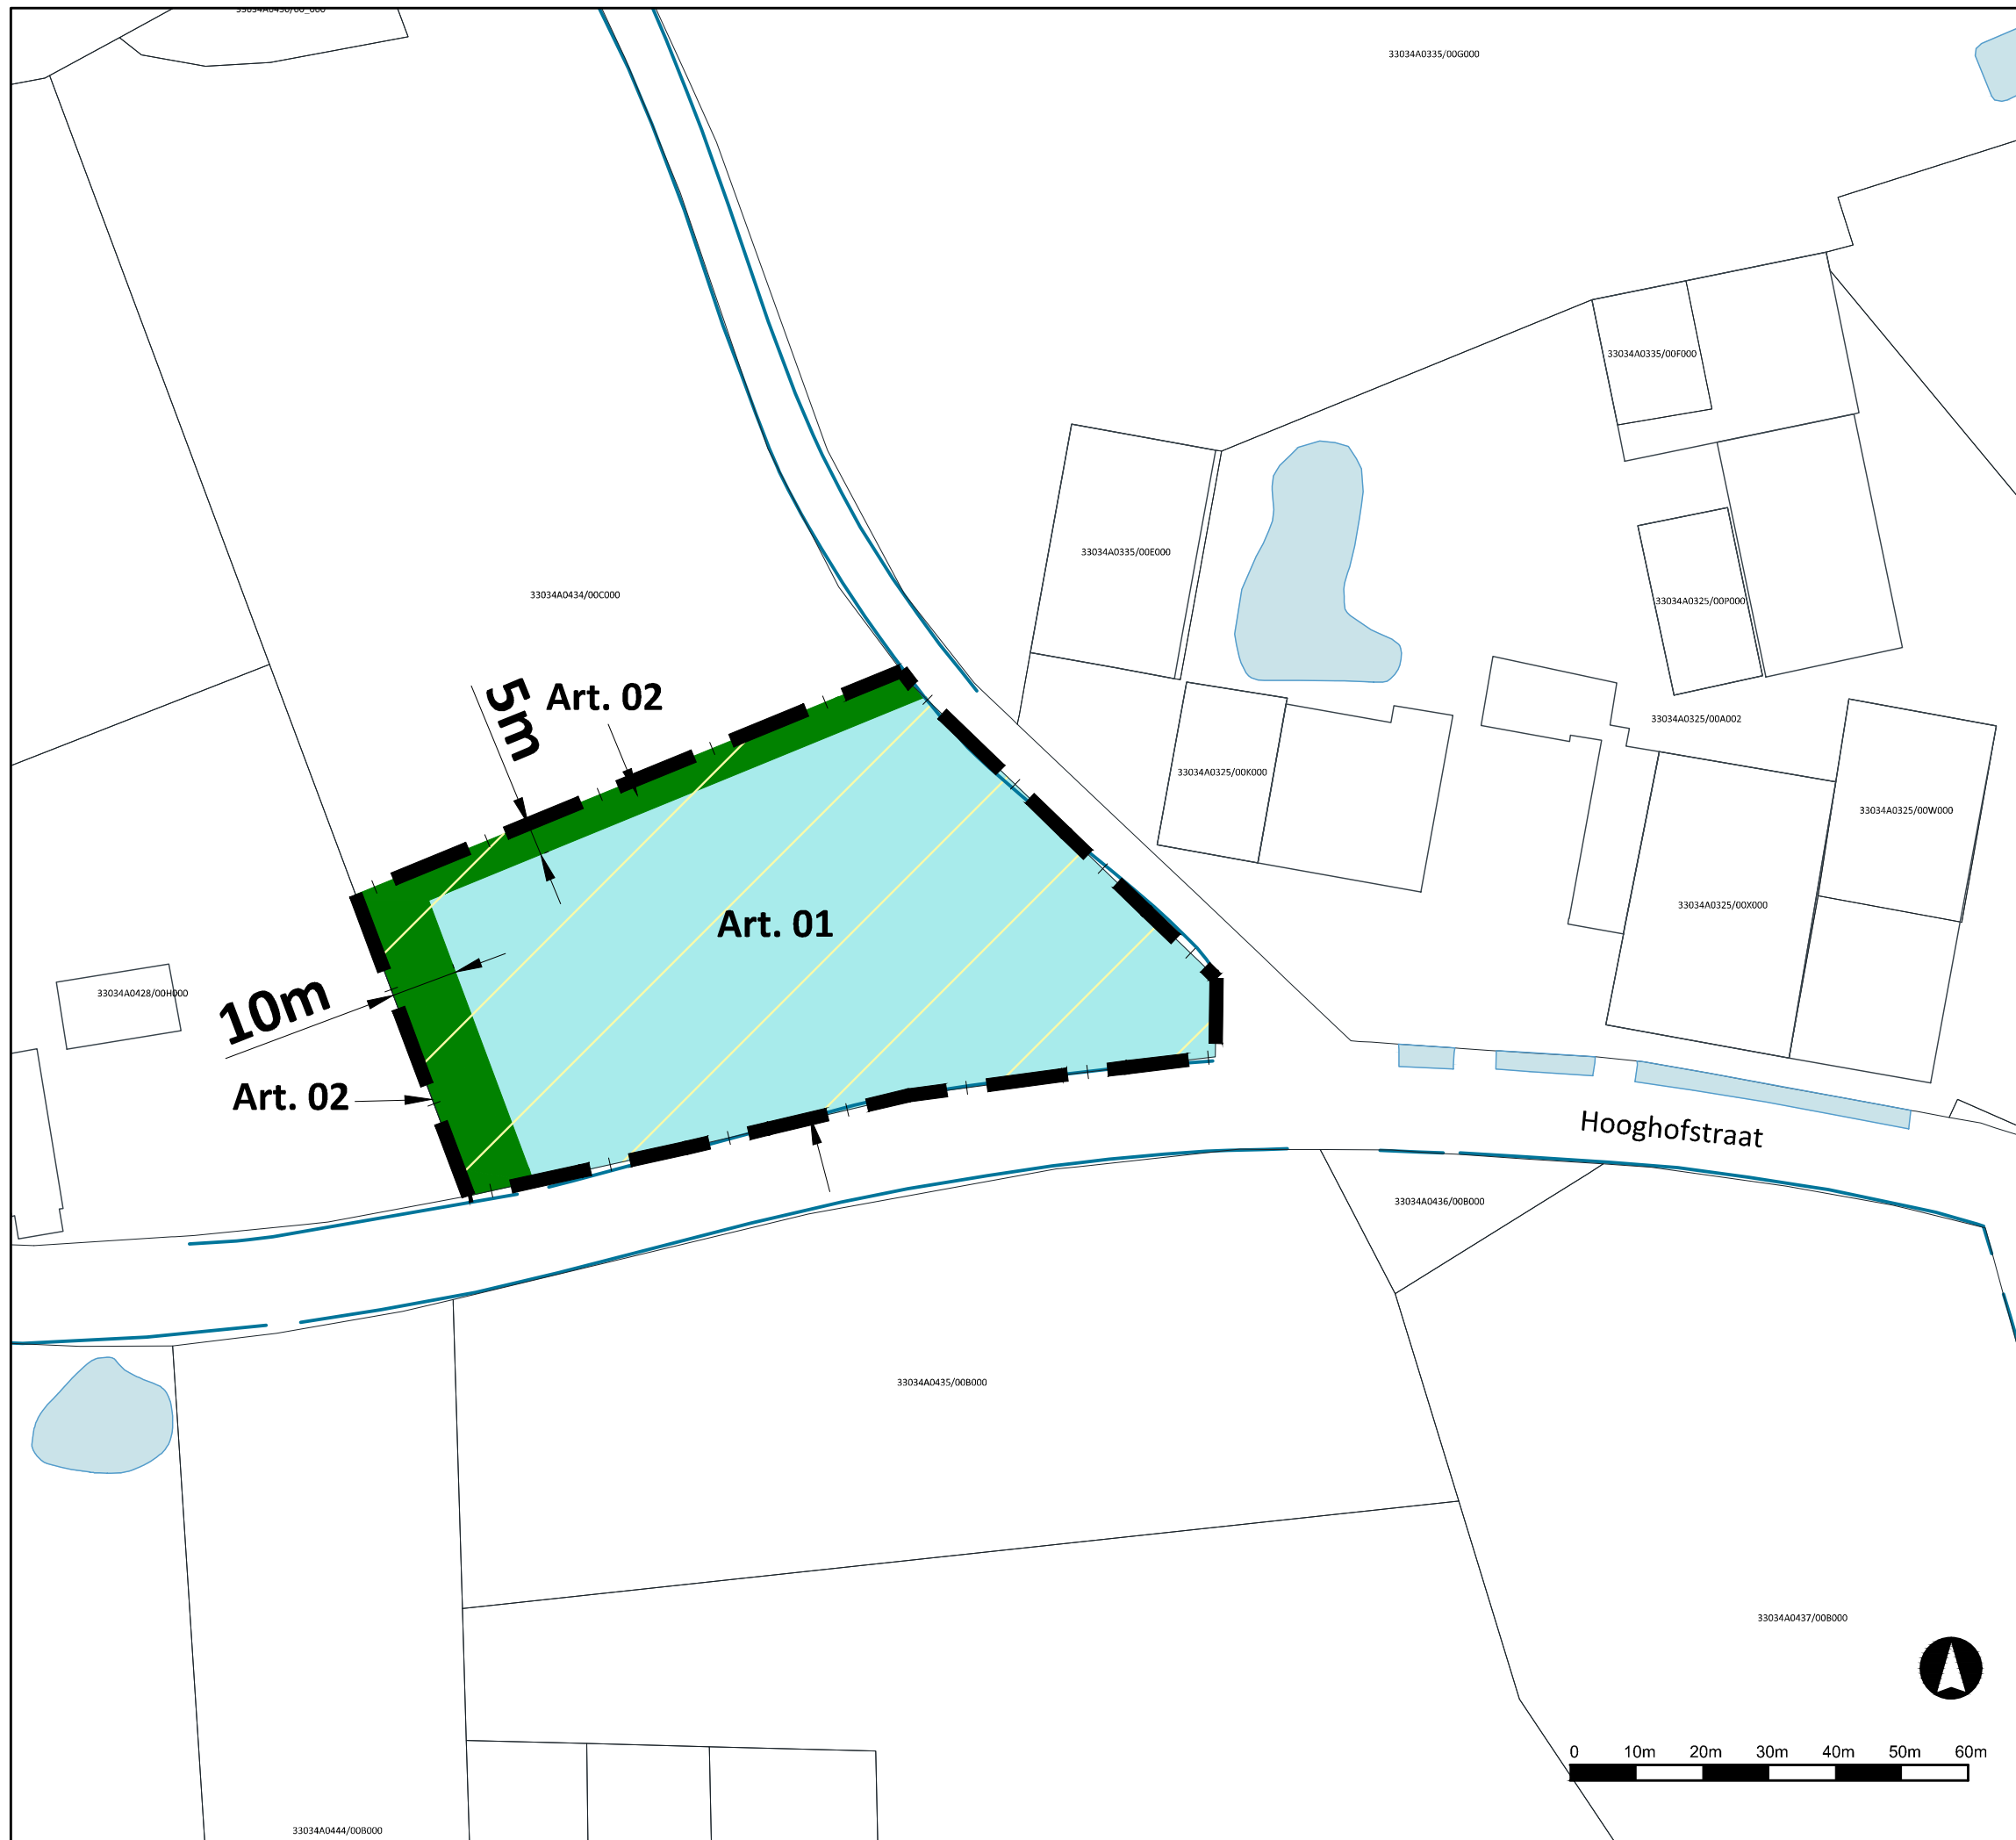 33034A0335/00G000
33034A0335/00F000
33034A0335/00E000
33034A0434/00C000
33034A0325/00P000
5m
Art. 02
33034A0325/00A002
33034A0325/00K000
33034A0325/00W000
Art. 01
33034A0325/00X000
33034A0428/00H000
10m
Art. 02
Hooghofstraat
33034A0436/00B000
33034A0435/00B000
33034A0437/00B000
0 10m 20m 30m 40m 50m 60m
33034A0444/00B000